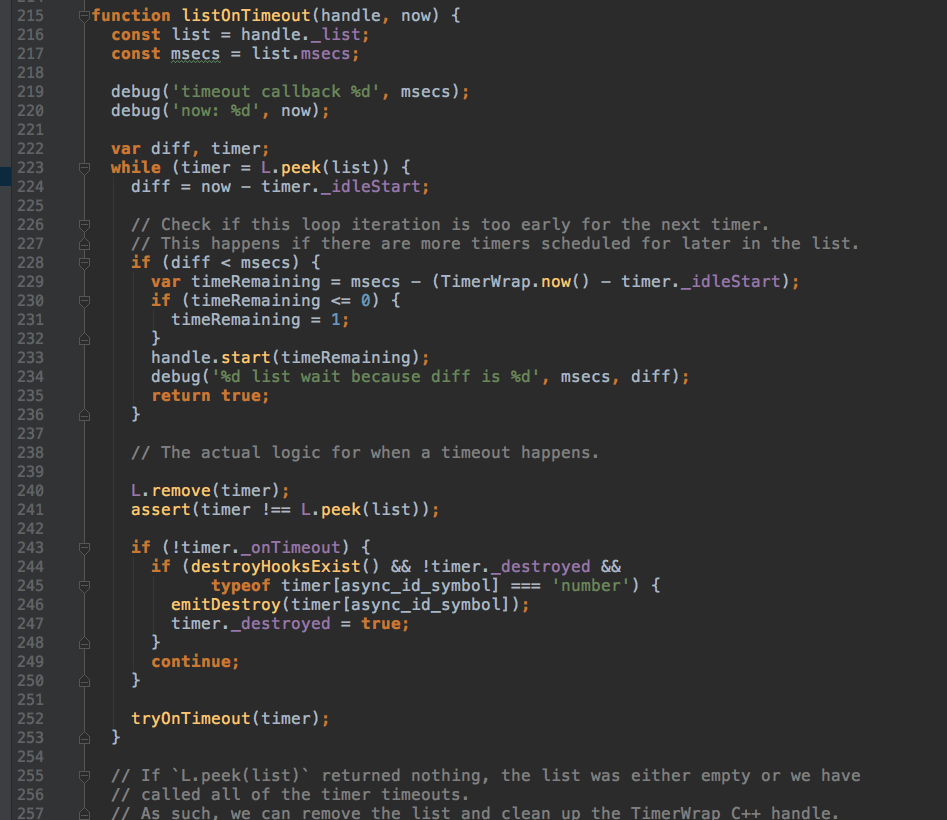 215 function listOnTimeout(handle, now) {
216   const list = handle._list;
217   const msecs = list.msecs;
218
219   debug('timeout callback %d', msecs);
220   debug('now: %d', now);
221
222   var diff, timer;
223   while (timer = L.peek(list)) {
224     diff = now - timer._idleStart;
225
226     // Check if this loop iteration is too early for the next timer.
227     // This happens if there are more timers scheduled for later in the list.
228     if (diff < msecs) {
229       var timeRemaining = msecs - (TimerWrap.now() - timer._idleStart);
230       if (timeRemaining <= 0) {
231         timeRemaining = 1;
232       }
233       handle.start(timeRemaining);
234       debug('%d list wait because diff is %d', msecs, diff);
235       return true;
236     }
237
238     // The actual logic for when a timeout happens.
239
240     L.remove(timer);
241     assert(timer !== L.peek(list));
242
243     if (!timer._onTimeout) {
244       if (destroyHooksExist() && !timer._destroyed &&
245             typeof timer[async_id_symbol] === 'number') {
246         emitDestroy(timer[async_id_symbol]);
247         timer._destroyed = true;
248       }
249       continue;
250     }
251
252     tryOnTimeout(timer);
253   }
254
255   // If `L.peek(list)` returned nothing, the list was either empty or we have
256   // called all of the timer timeouts.
257   // As such, we can remove the list and clean up the TimerWrap C++ handle.